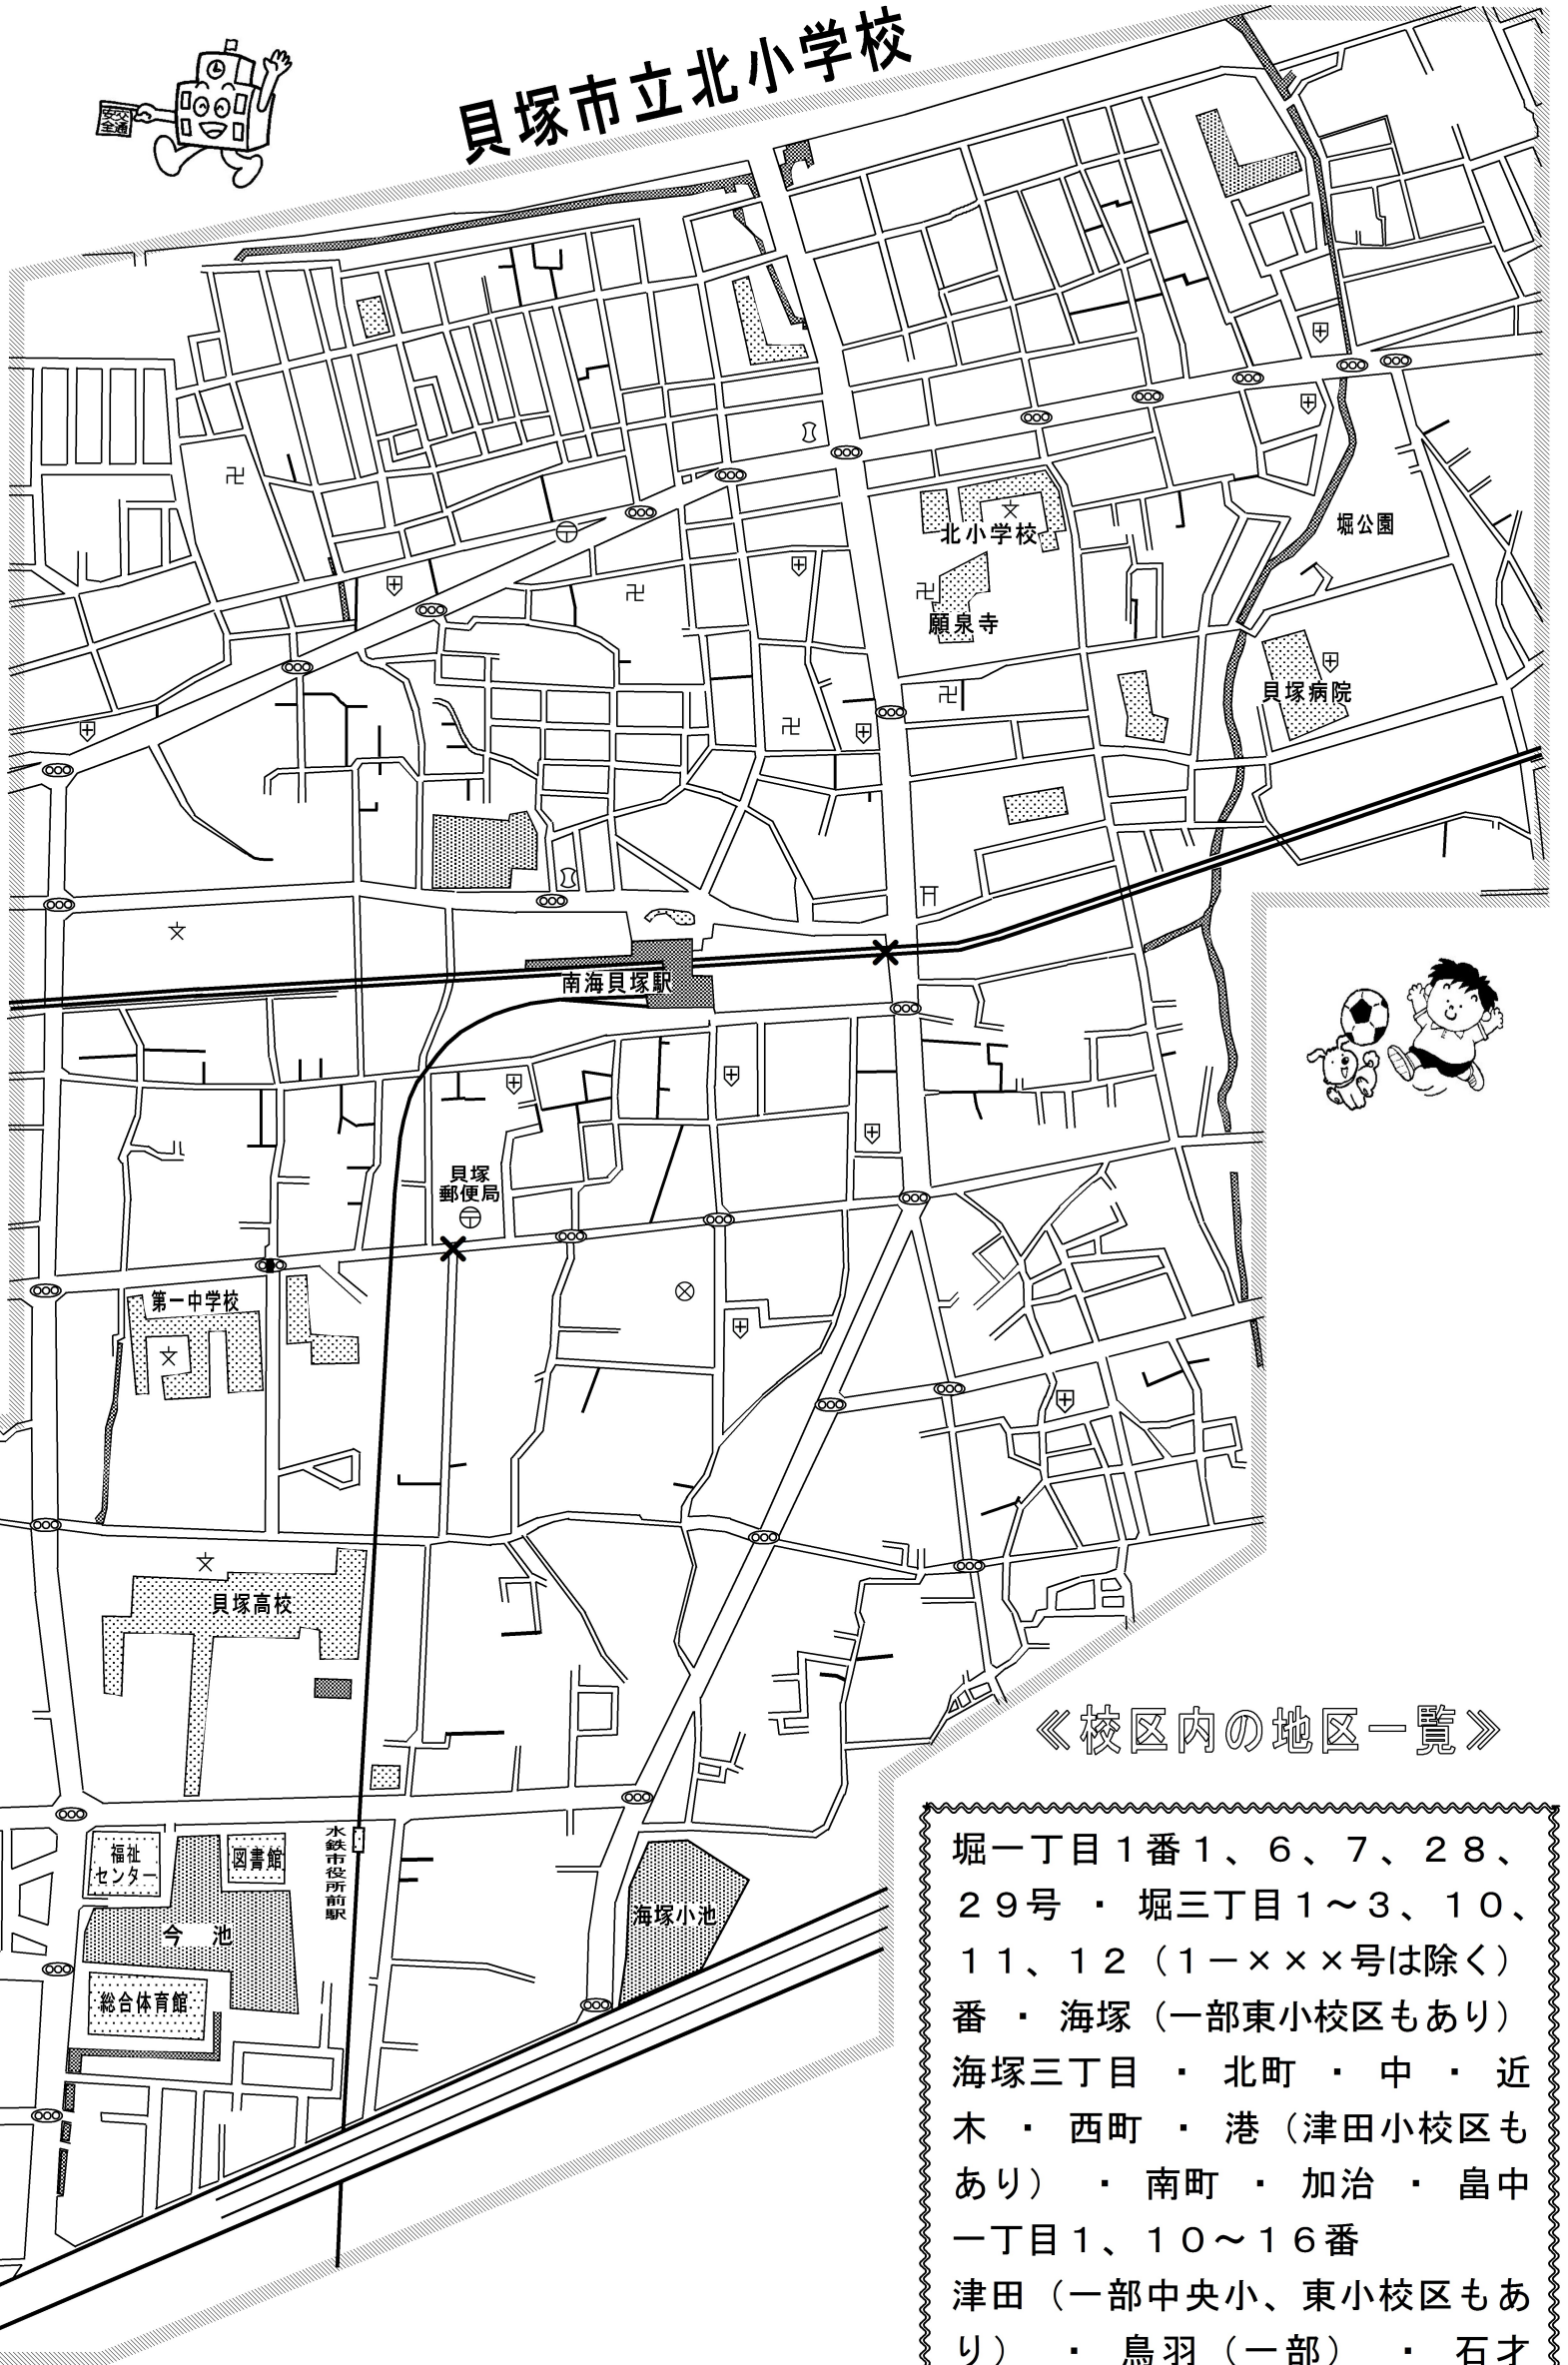 貝塚市立北小学校
安交
全通
北小学校
堀公園
願泉寺
貝塚病院
南海貝塚駅
貝塚
郵便局
第一中学校
貝塚高校
水鉄市役所前駅
福祉
センター
図書館
今池
海塚小池
総合体育館
≪校区内の地区一覧≫
堀一丁目１番１、６、７、２８、
２９号 ・ 堀三丁目１～３、１０、
１１、１２（１－×××号は除く）
番 ・ 海塚（一部東小校区もあり）
海塚三丁目 ・ 北町 ・ 中 ・ 近
木 ・ 西町 ・ 港（津田小校区も
あり） ・ 南町 ・ 加治 ・ 畠中
一丁目１、１０～１６番
津田（一部中央小、東小校区もあ
り） ・ 鳥羽（一部） ・ 石才